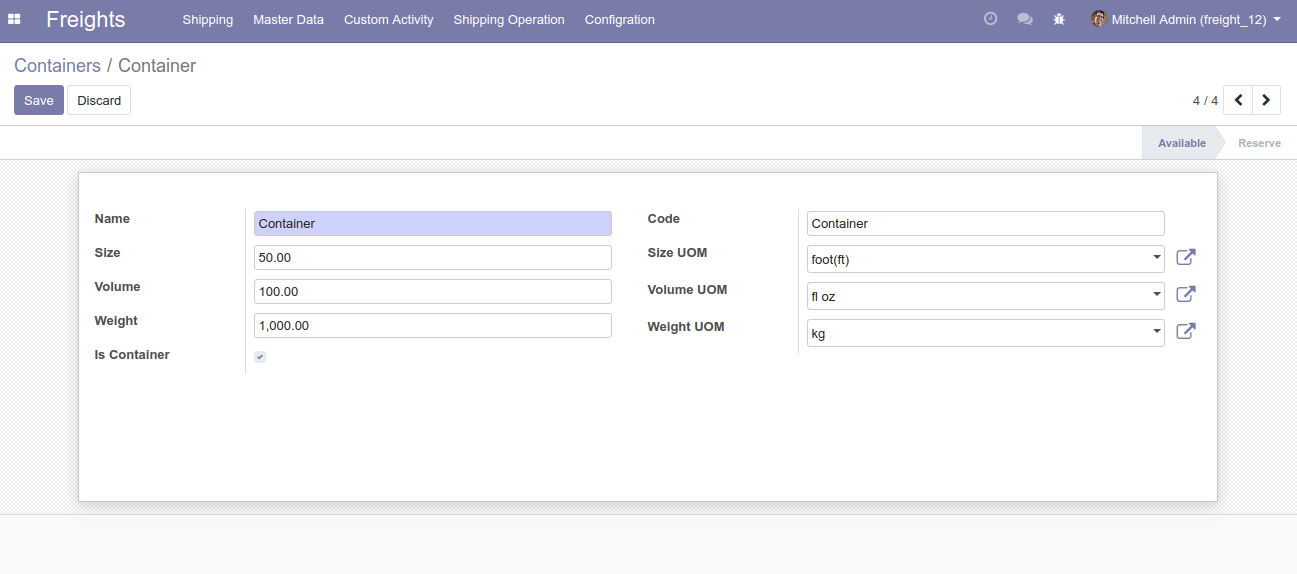 Freights Shipping Master Data Custom Activity Shipping Operation Configration Mitchell Admin (freight_12)
Containers / Container
Save Discard 4 / 4
Available Reserve
Name Container Code Container
Size 50.00 Size UOM foot(ft)
Volume 100.00 Volume UOM fl oz
Weight 1,000.00 Weight UOM kg
Is Container